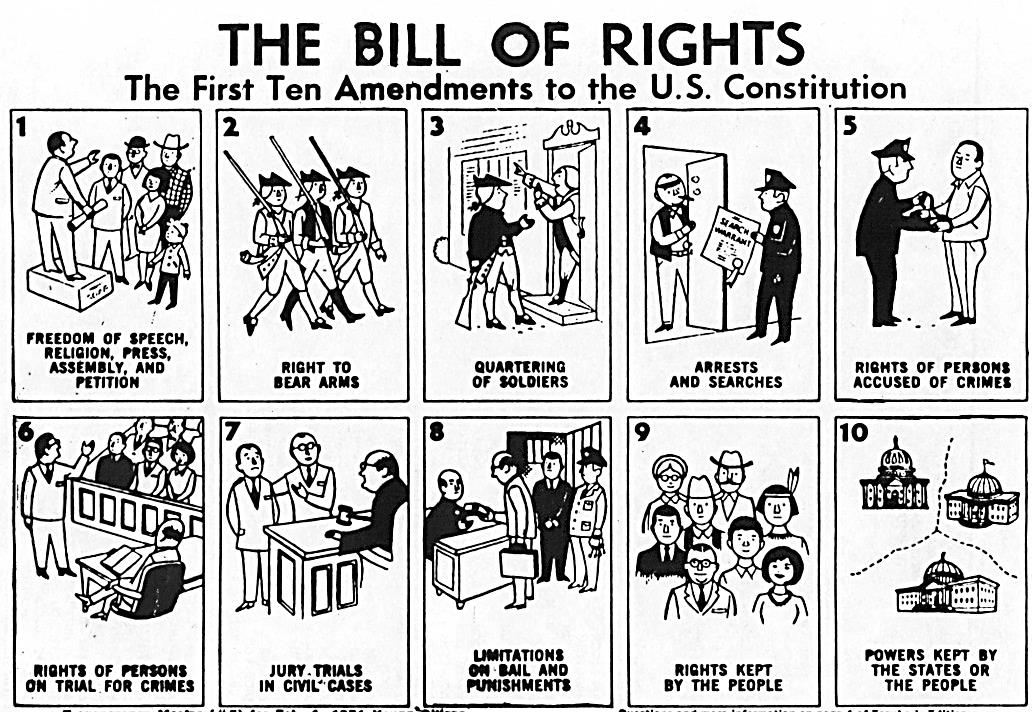 THE BILL OF RIGHTS
The First Ten Amendments to the U.S. Constitution
1
FREEDOM OF SPEECH,
RELIGION, PRESS,
ASSEMBLY, AND
PETITION
2
RIGHT TO
BEAR ARMS
3
QUARTERING
OF SOLDIERS
4
SEARCH
WARRANT
ARRESTS
AND SEARCHES
5
RIGHTS OF PERSONS
ACCUSED OF CRIMES
6
RIGHTS OF PERSONS
ON TRIAL FOR CRIMES
7
JURY TRIALS
IN CIVIL CASES
8
LIMITATIONS
ON BAIL AND
PUNISHMENTS
9
RIGHTS KEPT
BY THE PEOPLE
10
POWERS KEPT BY
THE STATES OR
THE PEOPLE